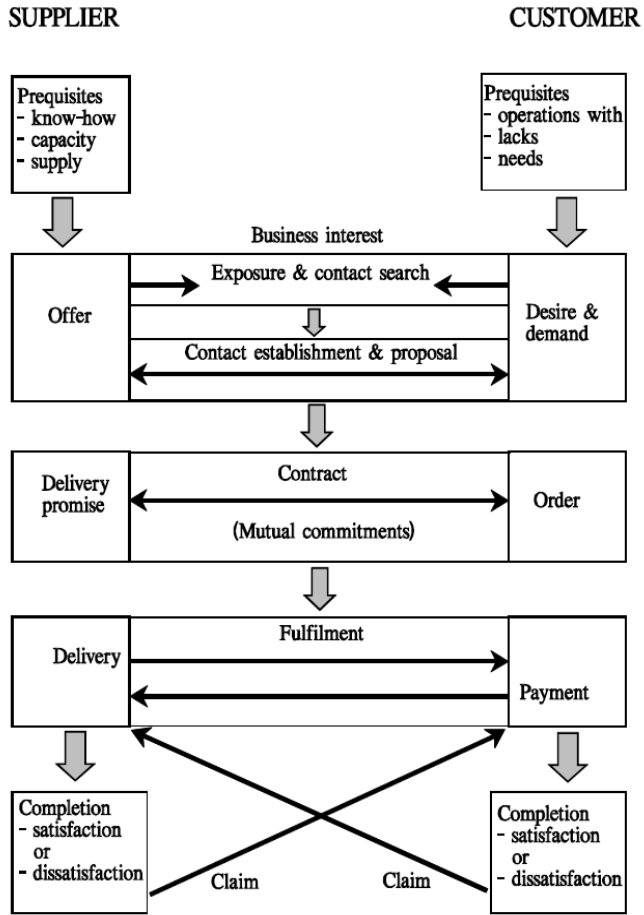 SUPPLIER
CUSTOMER
Prequisites
- know-how
- capacity
- supply
Prequisites
- operations with
- lacks
- needs
Business interest
Exposure & contact search
Offer
Desire &
demand
Contact establishment & proposal
Delivery
promise
Contract
(Mutual commitments)
Order
Fulfilment
Delivery
Payment
Completion
- satisfaction
or
- dissatisfaction
Completion
- satisfaction
or
- dissatisfaction
Claim
Claim